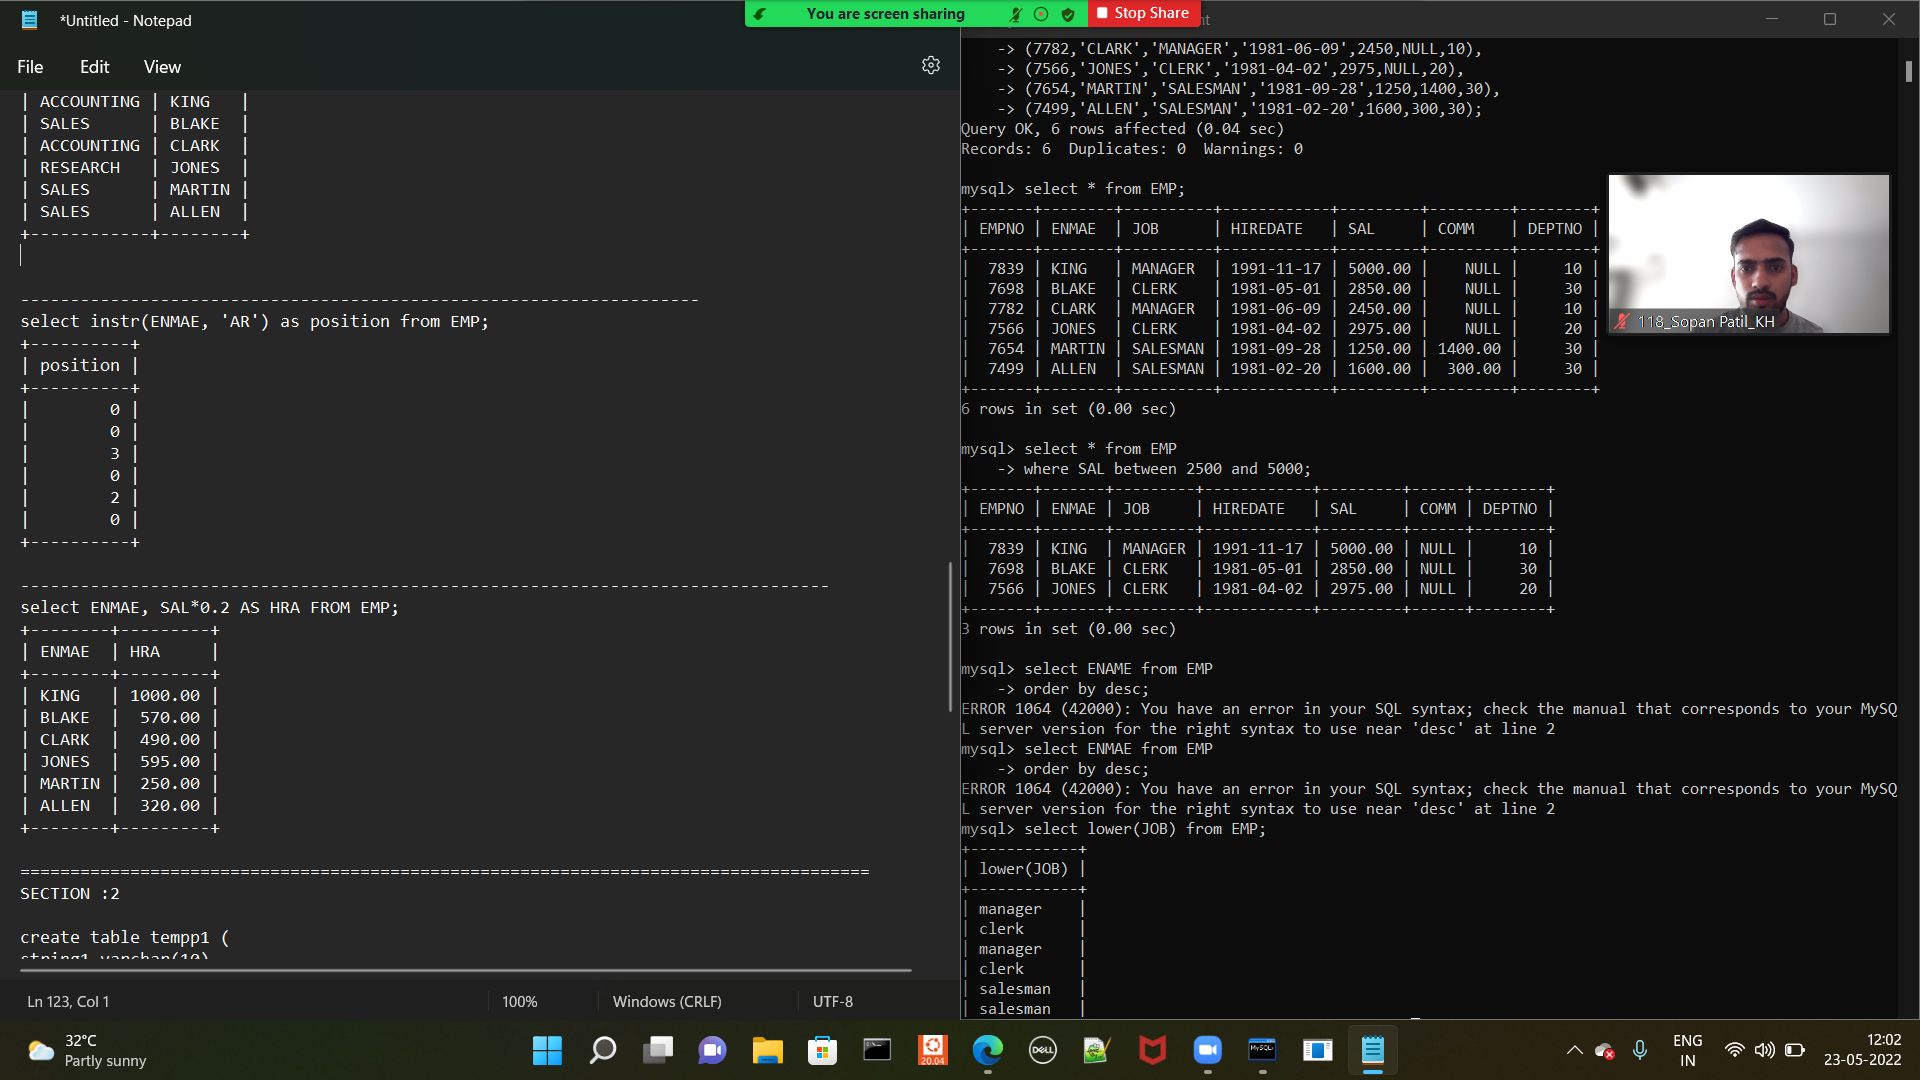 *Untitled - Notepad
File Edit View
| ACCOUNTING | KING   |
| SALES      | BLAKE  |
| ACCOUNTING | CLARK  |
| RESEARCH   | JONES  |
| SALES      | MARTIN |
| SALES      | ALLEN  |
+------------+--------+
--------------------------------------------------------------------
select instr(ENMAE, 'AR') as position from EMP;
+----------+
| position |
+----------+
|        0 |
|        0 |
|        3 |
|        0 |
|        2 |
|        0 |
+----------+
---------------------------------------------------------------------------------
select ENMAE, SAL*0.2 AS HRA FROM EMP;
+--------+---------+
| ENMAE  | HRA     |
+--------+---------+
| KING   | 1000.00 |
| BLAKE  |  570.00 |
| CLARK  |  490.00 |
| JONES  |  595.00 |
| MARTIN |  250.00 |
| ALLEN  |  320.00 |
+--------+---------+
=====================================================================================
SECTION :2
create table tempp1 (
string1 varchar(10)
Ln 123, Col 1 100% Windows (CRLF) UTF-8
You are screen sharing Stop Share
    -> (7782,'CLARK','MANAGER','1981-06-09',2450,NULL,10),
    -> (7566,'JONES','CLERK','1981-04-02',2975,NULL,20),
    -> (7654,'MARTIN','SALESMAN','1981-09-28',1250,1400,30),
    -> (7499,'ALLEN','SALESMAN','1981-02-20',1600,300,30);
Query OK, 6 rows affected (0.04 sec)
Records: 6  Duplicates: 0  Warnings: 0
mysql> select * from EMP;
+-------+--------+----------+------------+---------+---------+--------+
| EMPNO | ENMAE  | JOB      | HIREDATE   | SAL     | COMM    | DEPTNO |
+-------+--------+----------+------------+---------+---------+--------+
|  7839 | KING   | MANAGER  | 1991-11-17 | 5000.00 |    NULL |     10 |
|  7698 | BLAKE  | CLERK    | 1981-05-01 | 2850.00 |    NULL |     30 |
|  7782 | CLARK  | MANAGER  | 1981-06-09 | 2450.00 |    NULL |     10 |
|  7566 | JONES  | CLERK    | 1981-04-02 | 2975.00 |    NULL |     20 |
|  7654 | MARTIN | SALESMAN | 1981-09-28 | 1250.00 | 1400.00 |     30 |
|  7499 | ALLEN  | SALESMAN | 1981-02-20 | 1600.00 |  300.00 |     30 |
+-------+--------+----------+------------+---------+---------+--------+
6 rows in set (0.00 sec)
mysql> select * from EMP
    -> where SAL between 2500 and 5000;
+-------+-------+---------+------------+---------+------+--------+
| EMPNO | ENMAE | JOB     | HIREDATE   | SAL     | COMM | DEPTNO |
+-------+-------+---------+------------+---------+------+--------+
|  7839 | KING  | MANAGER | 1991-11-17 | 5000.00 | NULL |     10 |
|  7698 | BLAKE | CLERK   | 1981-05-01 | 2850.00 | NULL |     30 |
|  7566 | JONES | CLERK   | 1981-04-02 | 2975.00 | NULL |     20 |
+-------+-------+---------+------------+---------+------+--------+
3 rows in set (0.00 sec)
mysql> select ENAME from EMP
    -> order by desc;
ERROR 1064 (42000): You have an error in your SQL syntax; check the manual that corresponds to your MySQ
L server version for the right syntax to use near 'desc' at line 2
mysql> select ENMAE from EMP
    -> order by desc;
ERROR 1064 (42000): You have an error in your SQL syntax; check the manual that corresponds to your MySQ
L server version for the right syntax to use near 'desc' at line 2
mysql> select lower(JOB) from EMP;
+------------+
| lower(JOB) |
+------------+
| manager    |
| clerk      |
| manager    |
| clerk      |
| salesman   |
| salesman   |
118_Sopan Patil_KH
32°C
Partly sunny
20.04
DELL
MySQL
ENG
IN
12:02
23-05-2022